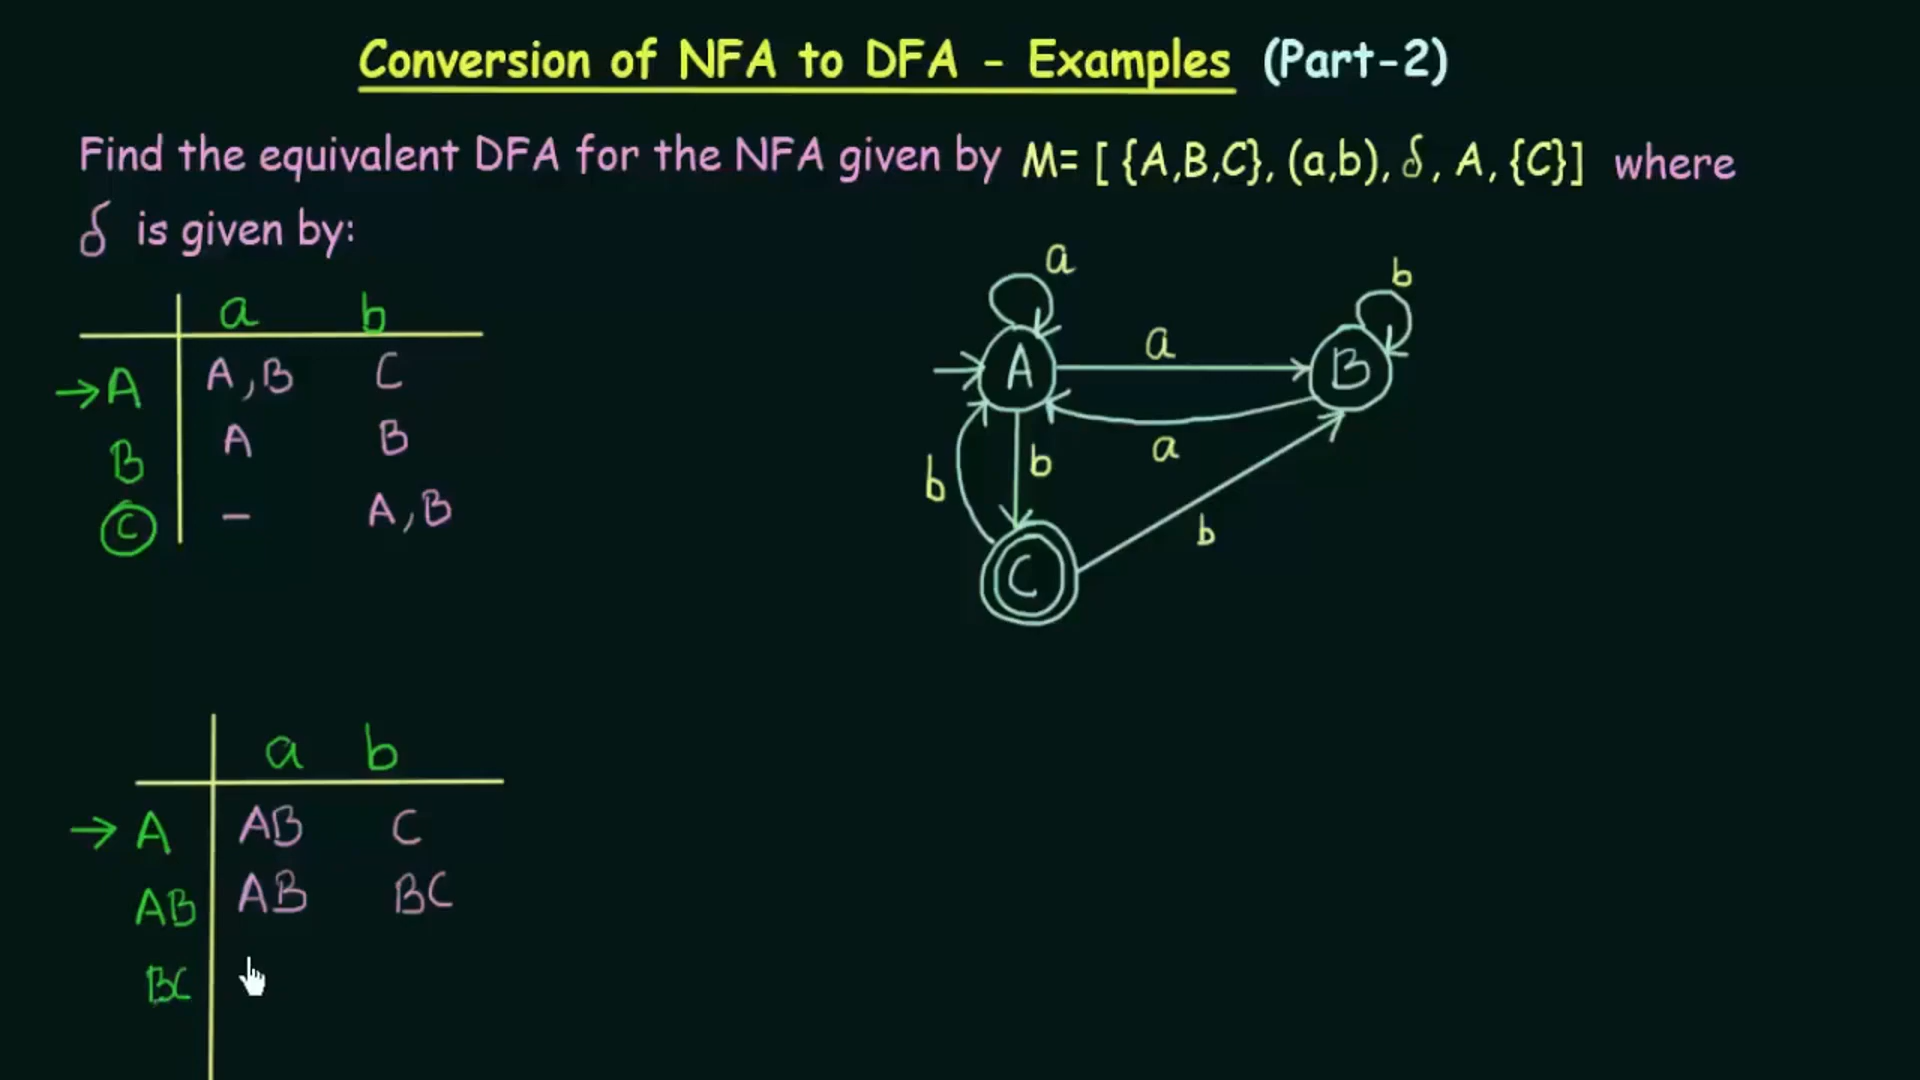 Conversion of NFA to DFA - Examples (Part-2)
Find the equivalent DFA for the NFA given by M= [ {A,B,C}, (a,b), δ, A, {C}] where
δ is given by:
a b
→A A,B C
B A B
C - A,B
a
b
A
a
B
a
b
b
b
C
a b
→ A AB C
AB AB BC
BC